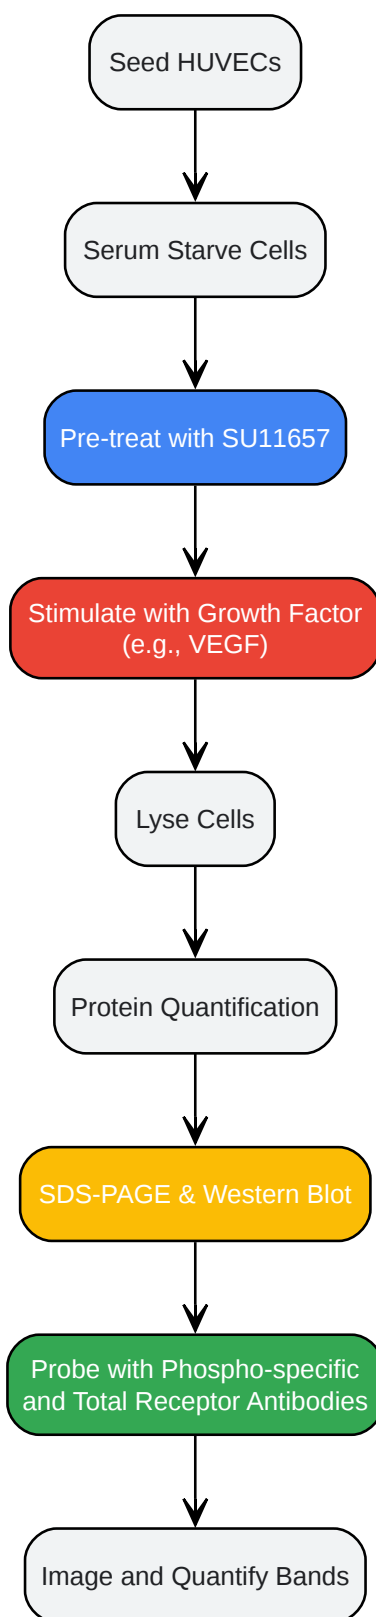 Seed HUVECs
Serum Starve Cells
Pre-treat with SU11657
Stimulate with Growth Factor
(e.g., VEGF)
Lyse Cells
Protein Quantification
SDS-PAGE & Western Blot
Probe with Phospho-specific
and Total Receptor Antibodies
Image and Quantify Bands